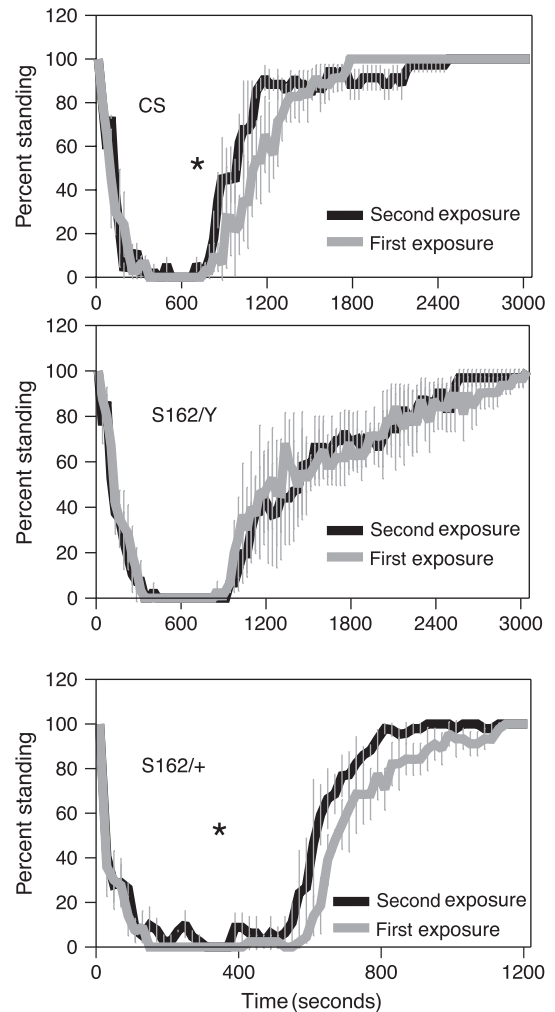 120
100
80
60
40
20
0
Percent standing
CS
*
Second exposure
First exposure
0 600 1200 1800 2400 3000
120
100
80
60
40
20
0
Percent standing
S162/Y
Second exposure
First exposure
0 600 1200 1800 2400 3000
120
100
80
60
40
20
0
Percent standing
S162/+
*
Second exposure
First exposure
0 400 800 1200
Time (seconds)